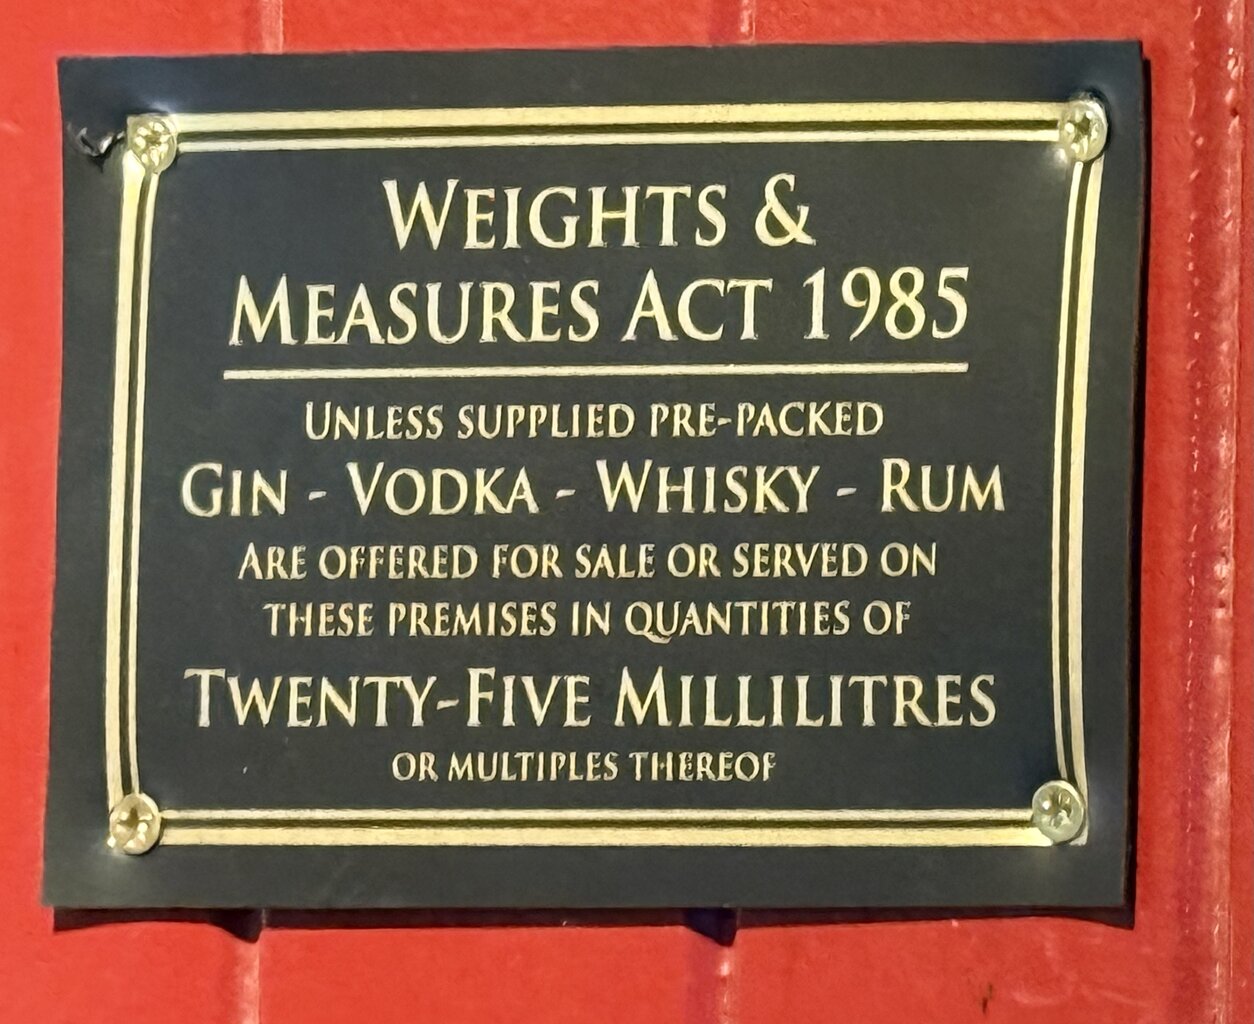 WEIGHTS &
MEASURES ACT 1985
UNLESS SUPPLIED PRE-PACKED
GIN - VODKA - WHISKY - RUM
ARE OFFERED FOR SALE OR SERVED ON
THESE PREMISES IN QUANTITIES OF
TWENTY-FIVE MILLILITRES
OR MULTIPLES THEREOF